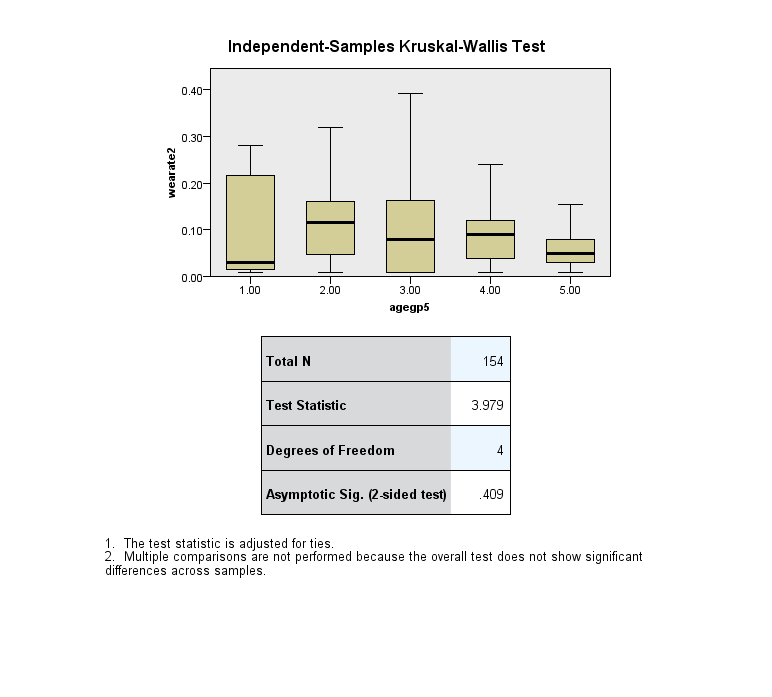 Independent-Samples Kruskal-Wallis Test
0.40
0.30
0.20
0.10
0.00
wearate2
1.00 2.00 3.00 4.00 5.00
agegp5
Total N 154
Test Statistic 3.979
Degrees of Freedom 4
Asymptotic Sig. (2-sided test) .409
1. The test statistic is adjusted for ties.
2. Multiple comparisons are not performed because the overall test does not show significant
differences across samples.